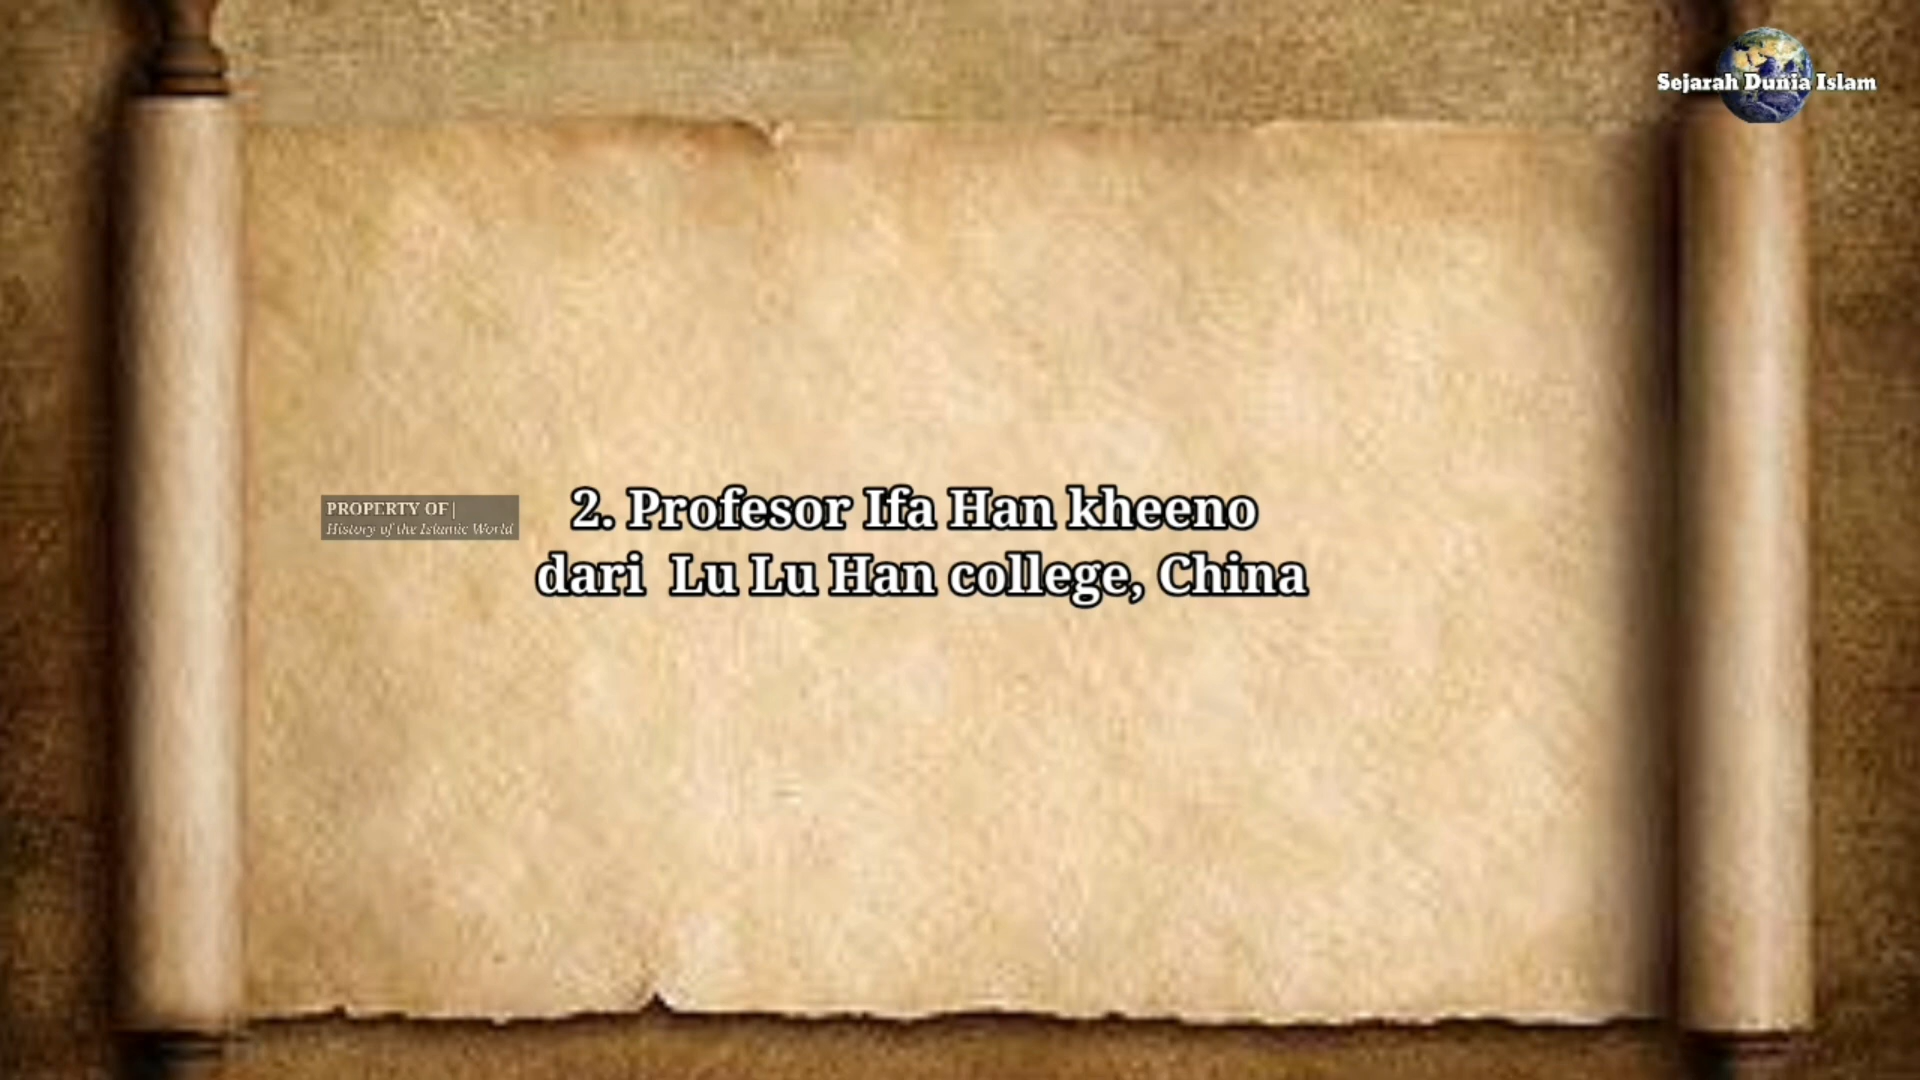 Sejarah Dunia Islam
PROPERTY OF |
History of the Islamic World
2. Profesor Ifa Han kheeno
dari Lu Lu Han college, China